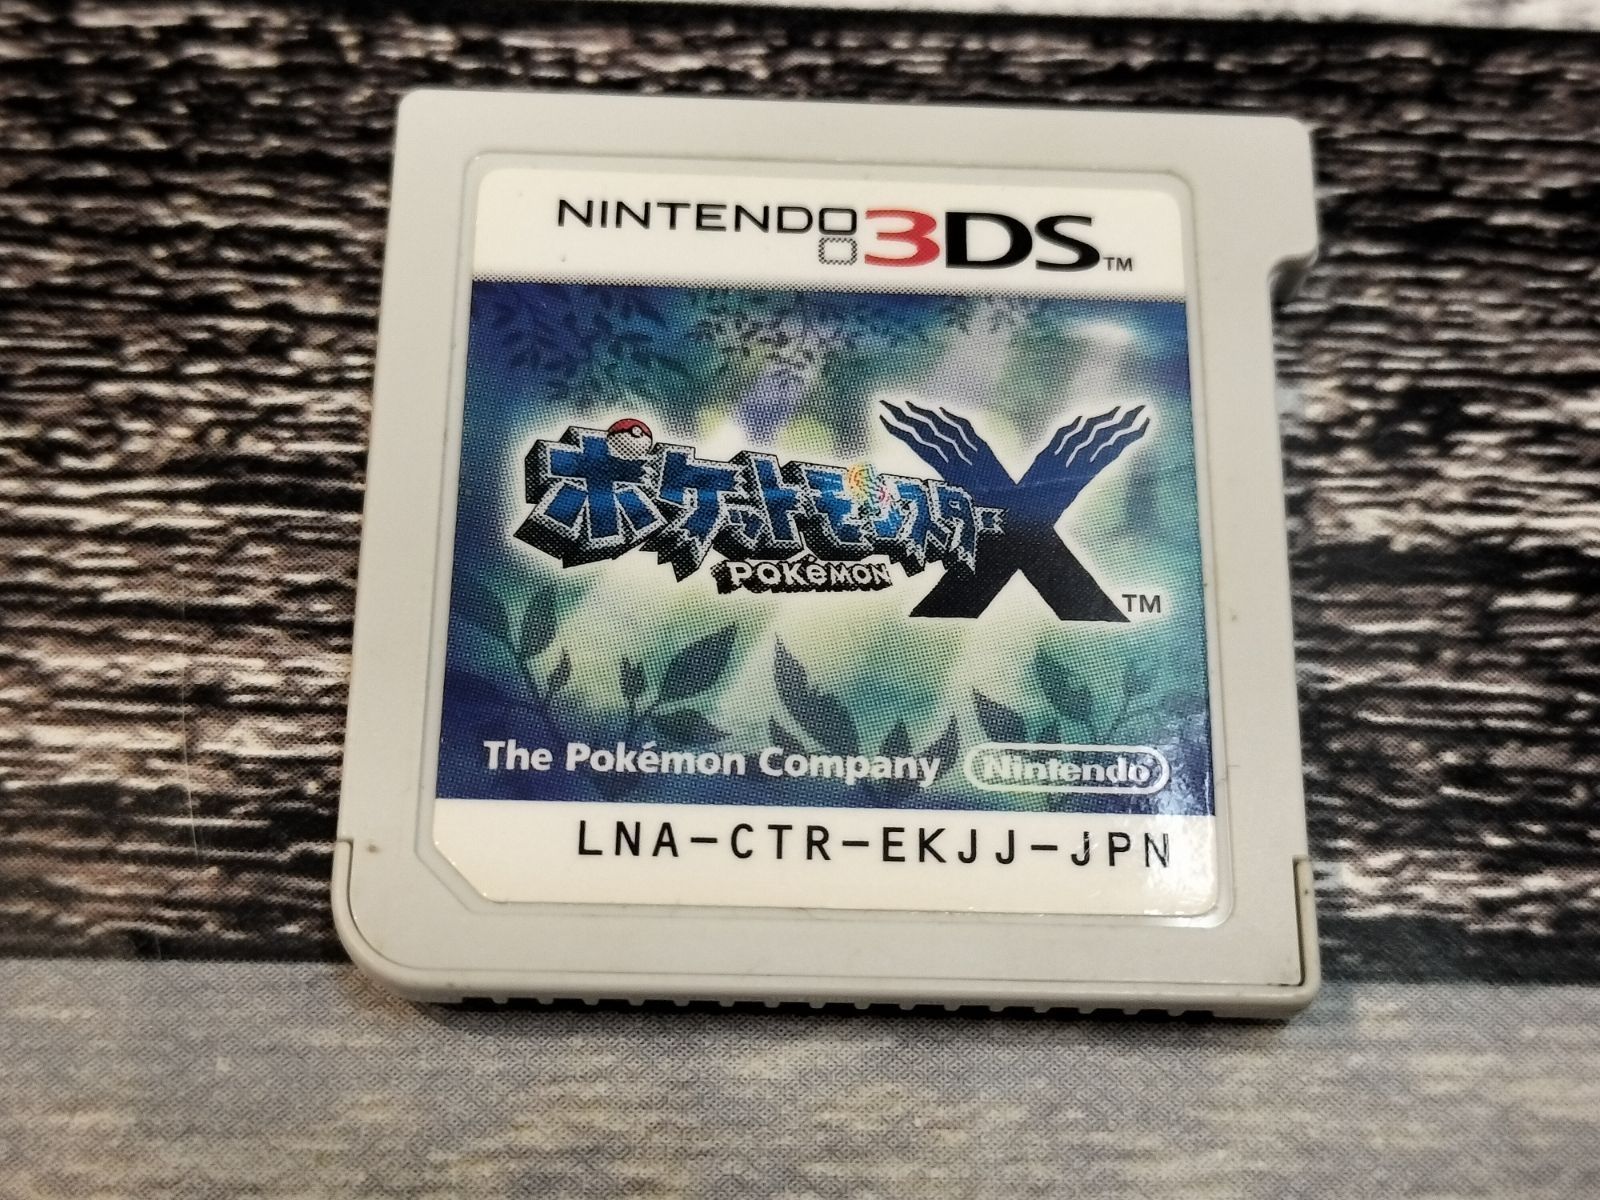 NINTENDO 3DS™
ポケットモンスター X™
POKéMON
The Pokémon Company Nintendo
LNA-CTR-EKJJ-JPN